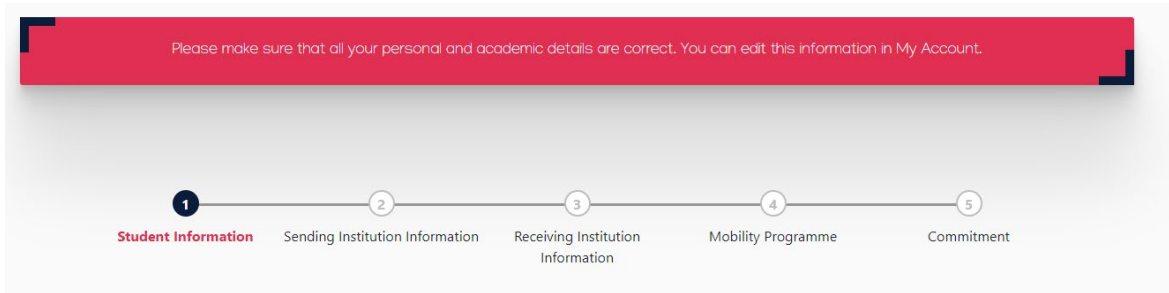 Please make sure that all your personal and academic details are correct. You can edit this information in My Account.
1 2 3 4 5
Student Information Sending Institution Information Receiving Institution Mobility Programme Commitment
Information